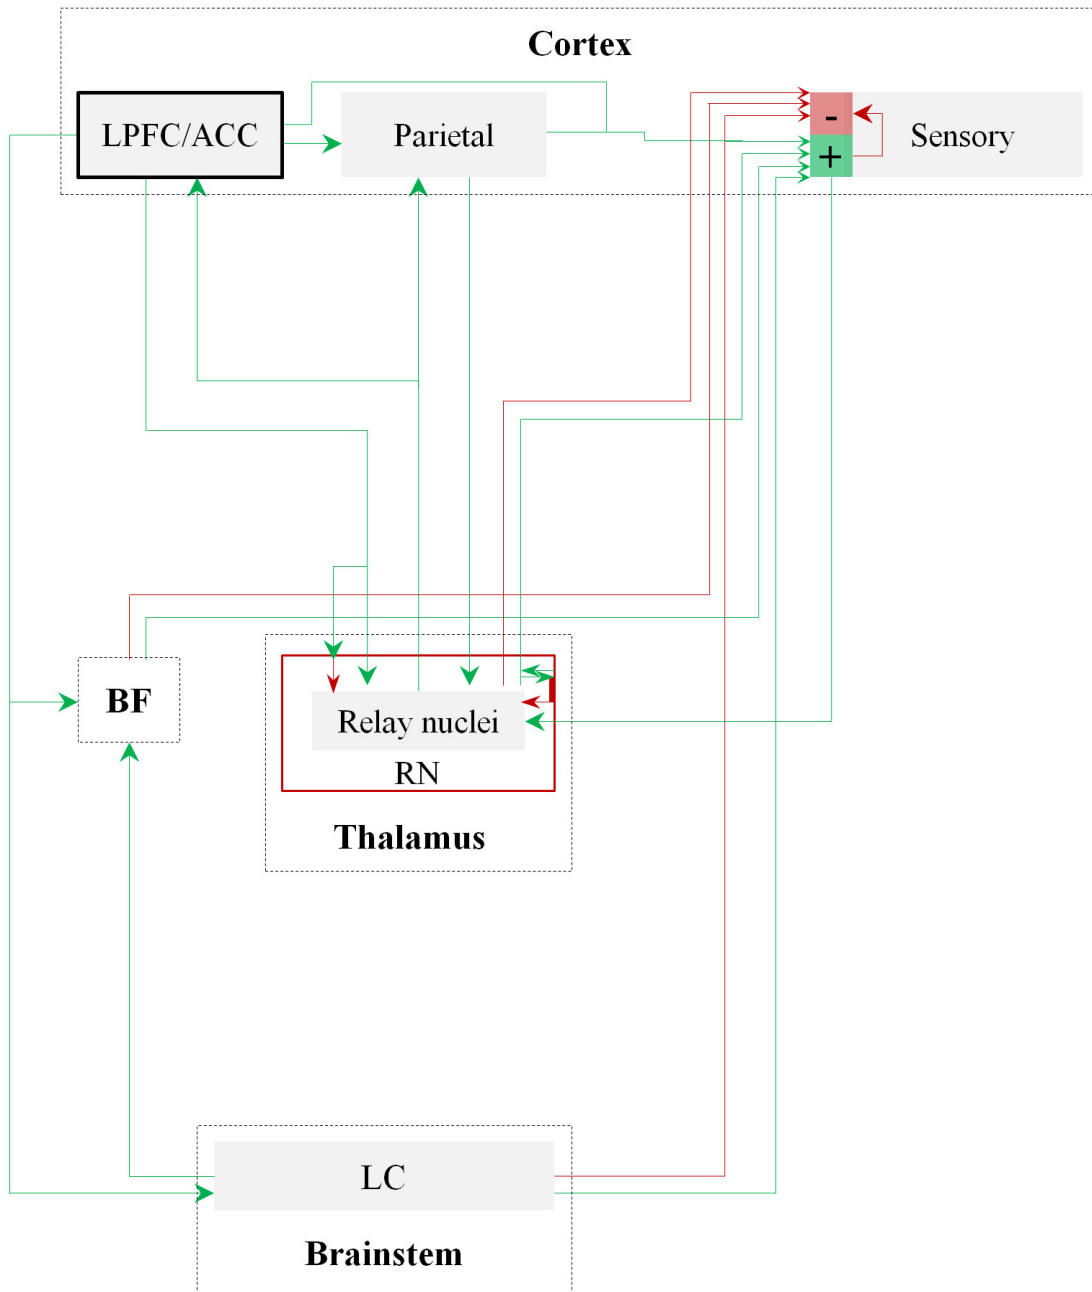 Cortex
LPFC/ACC
Parietal
-
+
Sensory
BF
Relay nuclei
RN
Thalamus
LC
Brainstem